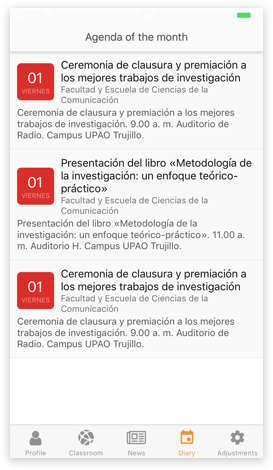 Agenda of the month
01
VIERNES
Ceremonia de clausura y premiación a
los mejores trabajos de investigación
Facultad y Escuela de Ciencias de la
Comunicación
Ceremonia de clausura y premiación a los mejores
trabajos de investigación. 9.00 a. m. Auditorio de
Radio. Campus UPAO Trujillo.
01
VIERNES
Presentación del libro «Metodología de
la investigación: un enfoque teórico-
práctico»
Facultad y Escuela de Ciencias de la
Comunicación
Presentación del libro «Metodología de la
investigación: un enfoque teórico-práctico». 11.00 a.
m. Auditorio H. Campus UPAO Trujillo.
01
VIERNES
Ceremonia de clausura y premiación a
los mejores trabajos de investigación
Facultad y Escuela de Ciencias de la
Comunicación
Ceremonia de clausura y premiación a los mejores
trabajos de investigación. 9.00 a. m. Auditorio de
Radio. Campus UPAO Trujillo.
Profile Classroom News Diary Adjustments